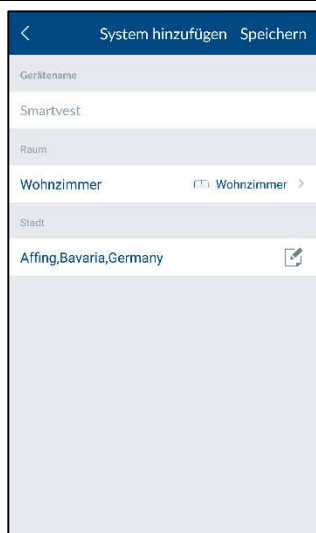 System hinzufügen Speichern
Gerätename
Smartvest
Raum
Wohnzimmer Wohnzimmer
Stadt
Affing,Bavaria,Germany